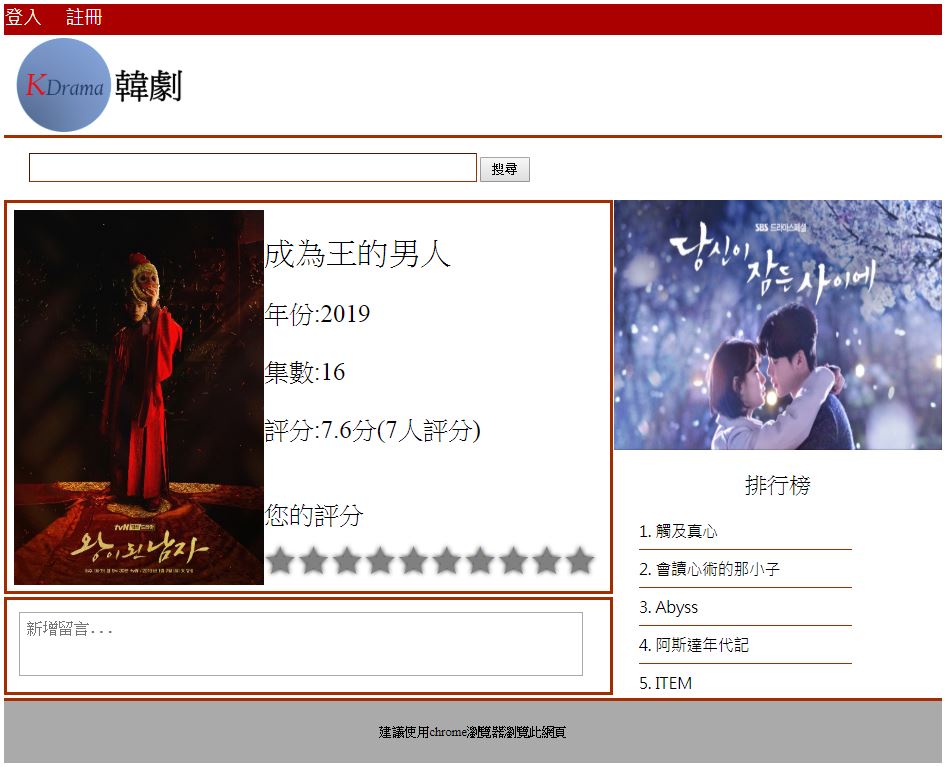 登入 註冊
KDrama 韓劇
搜尋
成為王的男人
年份:2019
集數:16
評分:7.6分(7人評分)
您的評分
tvN
왕이 된 남자
新增留言...
SBS 드라마스페셜
당신이
잠든 사이에
排行榜
1. 觸及真心
2. 會讀心術的那小子
3. Abyss
4. 阿斯達年代記
5. ITEM
建議使用chrome瀏覽器瀏覽此網頁